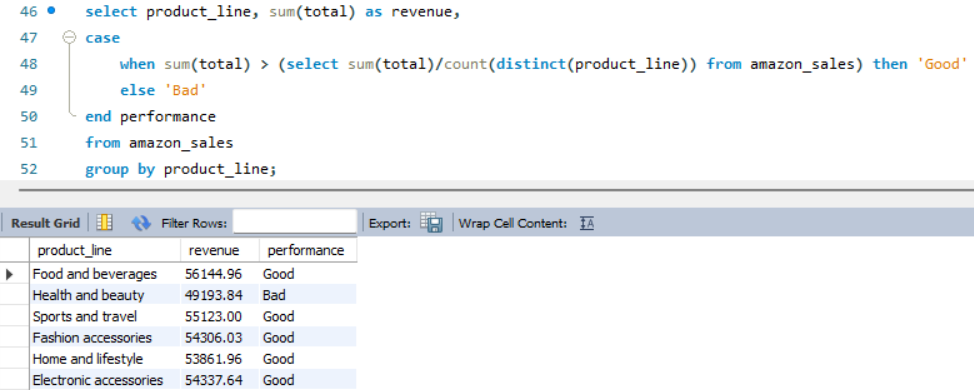 46 select product_line, sum(total) as revenue,
47 case
48 when sum(total) > (select sum(total)/count(distinct(product_line)) from amazon_sales) then 'Good'
49 else 'Bad'
50 end performance
51 from amazon_sales
52 group by product_line;
Result Grid Filter Rows: Export: Wrap Cell Content: IA
product_line revenue performance
Food and beverages 56144.96 Good
Health and beauty 49193.84 Bad
Sports and travel 55123.00 Good
Fashion accessories 54306.03 Good
Home and lifestyle 53861.96 Good
Electronic accessories 54337.64 Good